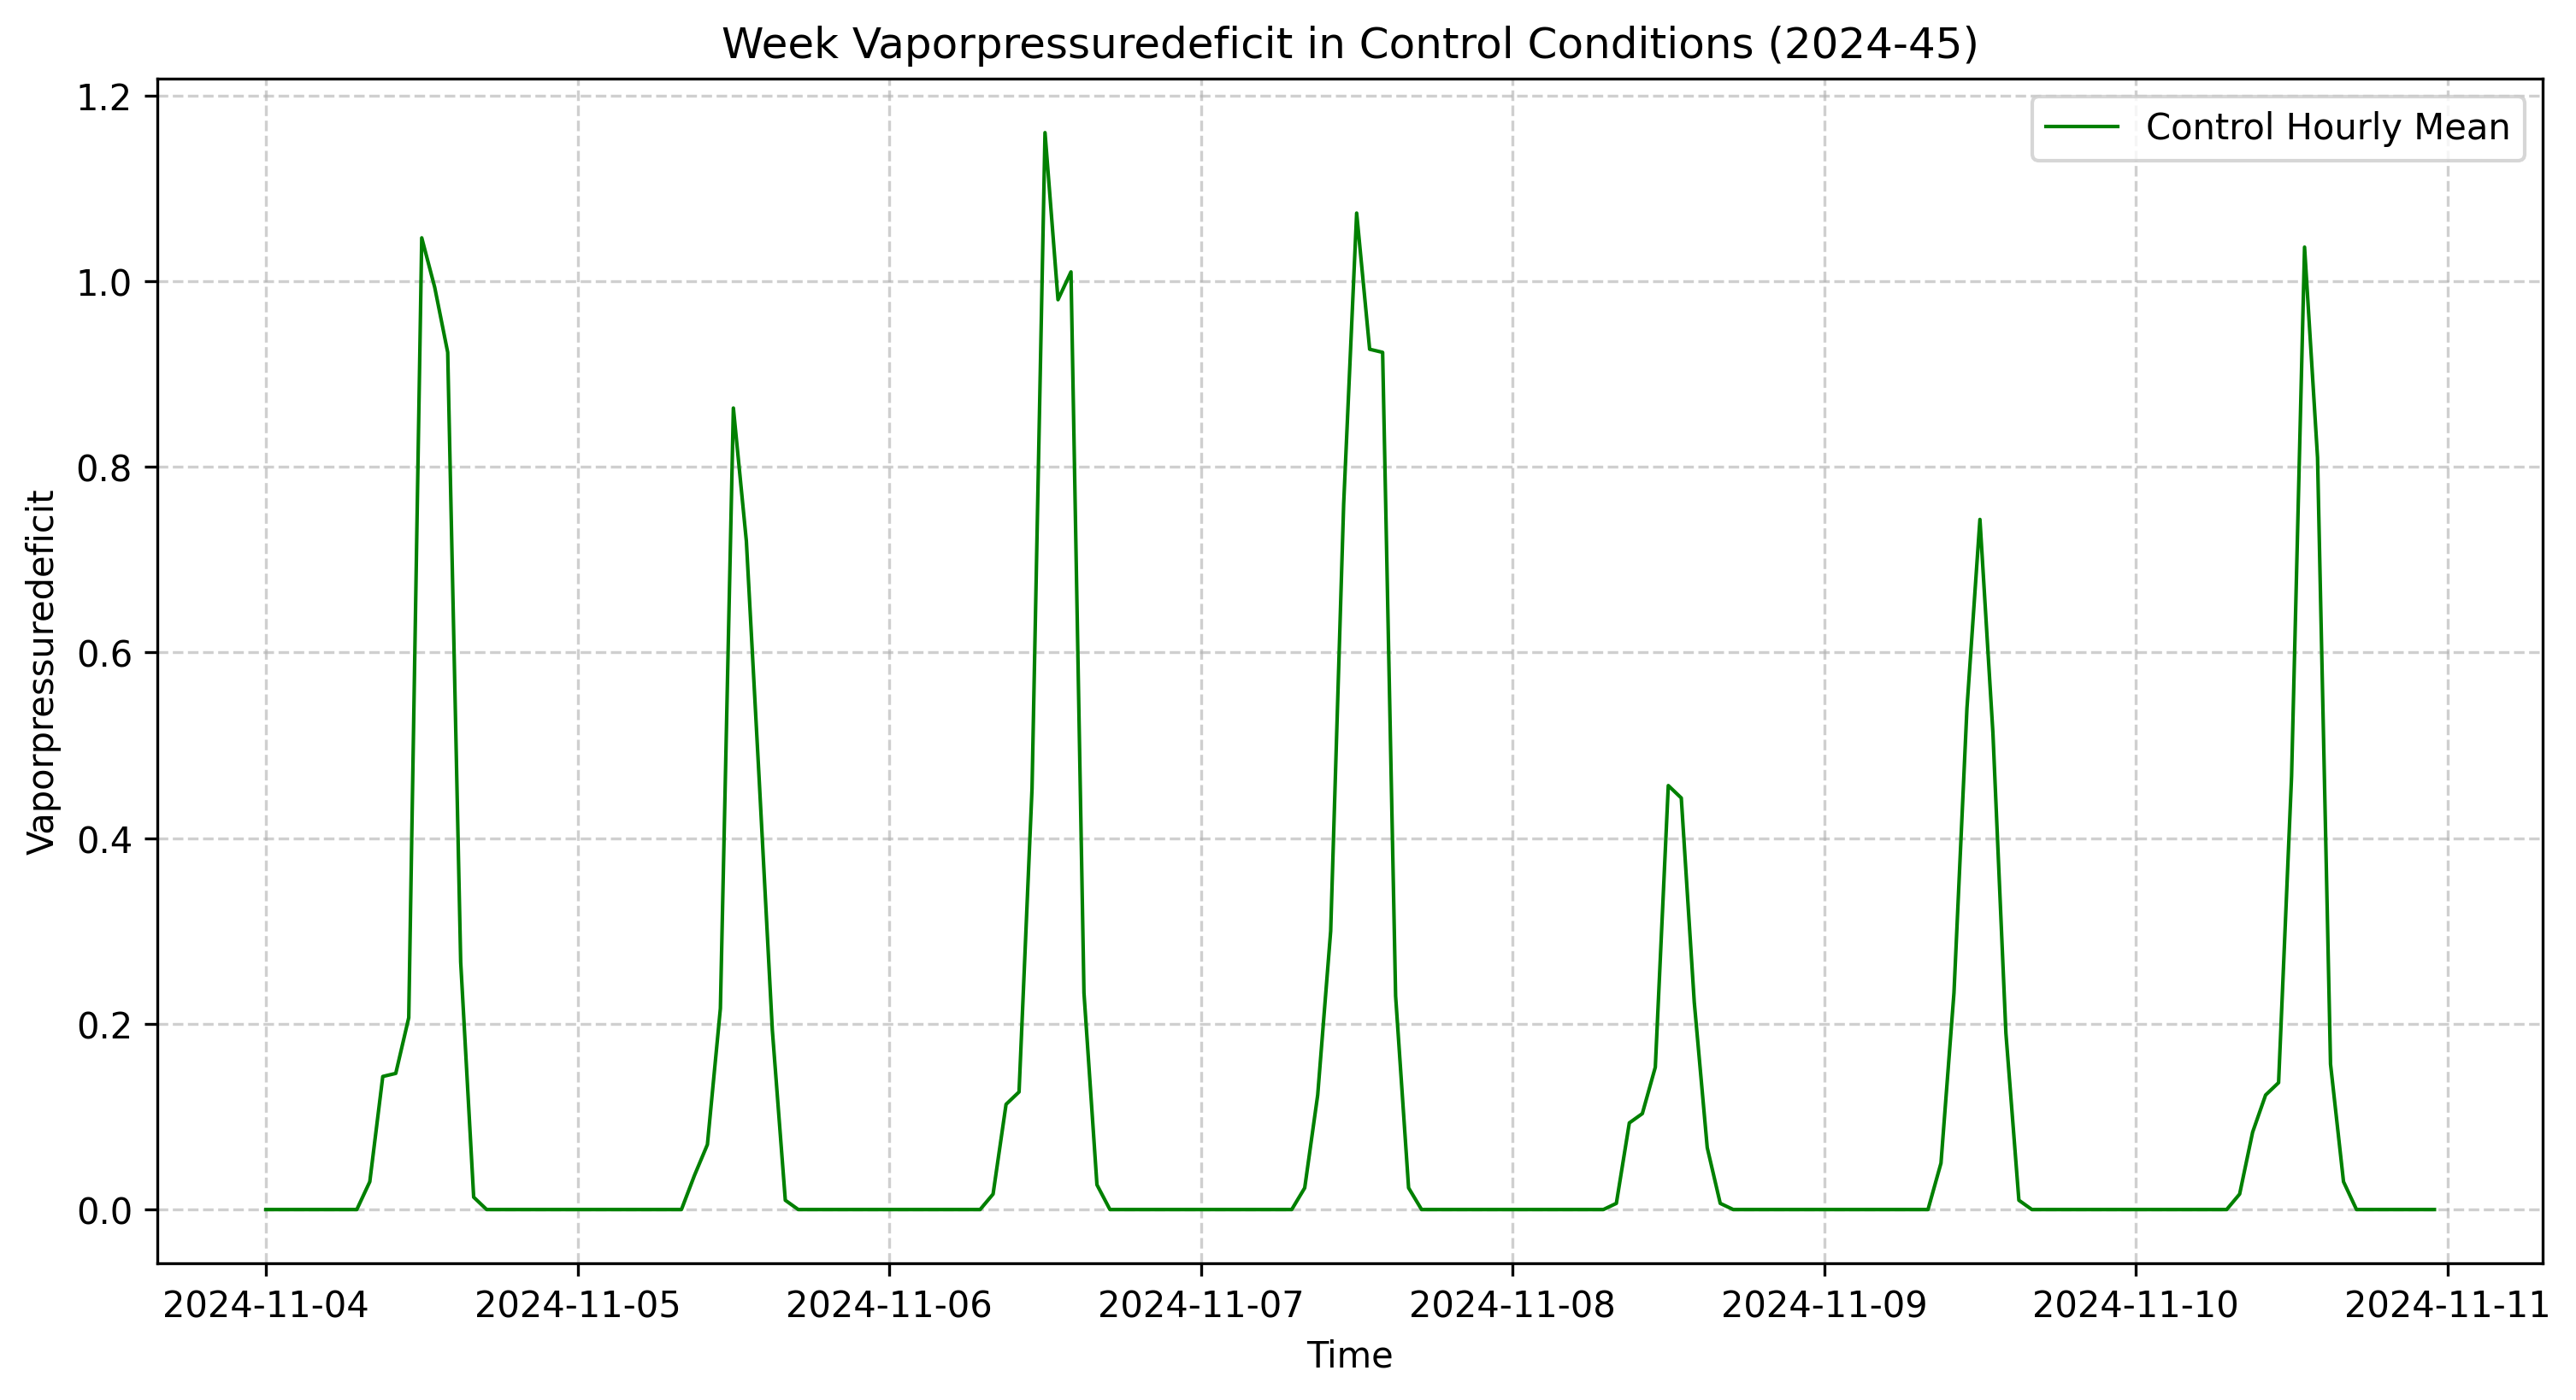 Week Vaporpressuredeficit in Control Conditions (2024-45)
Control Hourly Mean
Vaporpressuredeficit
1.2
1.0
0.8
0.6
0.4
0.2
0.0
2024-11-04 2024-11-05 2024-11-06 2024-11-07 2024-11-08 2024-11-09 2024-11-10 2024-11-11
Time